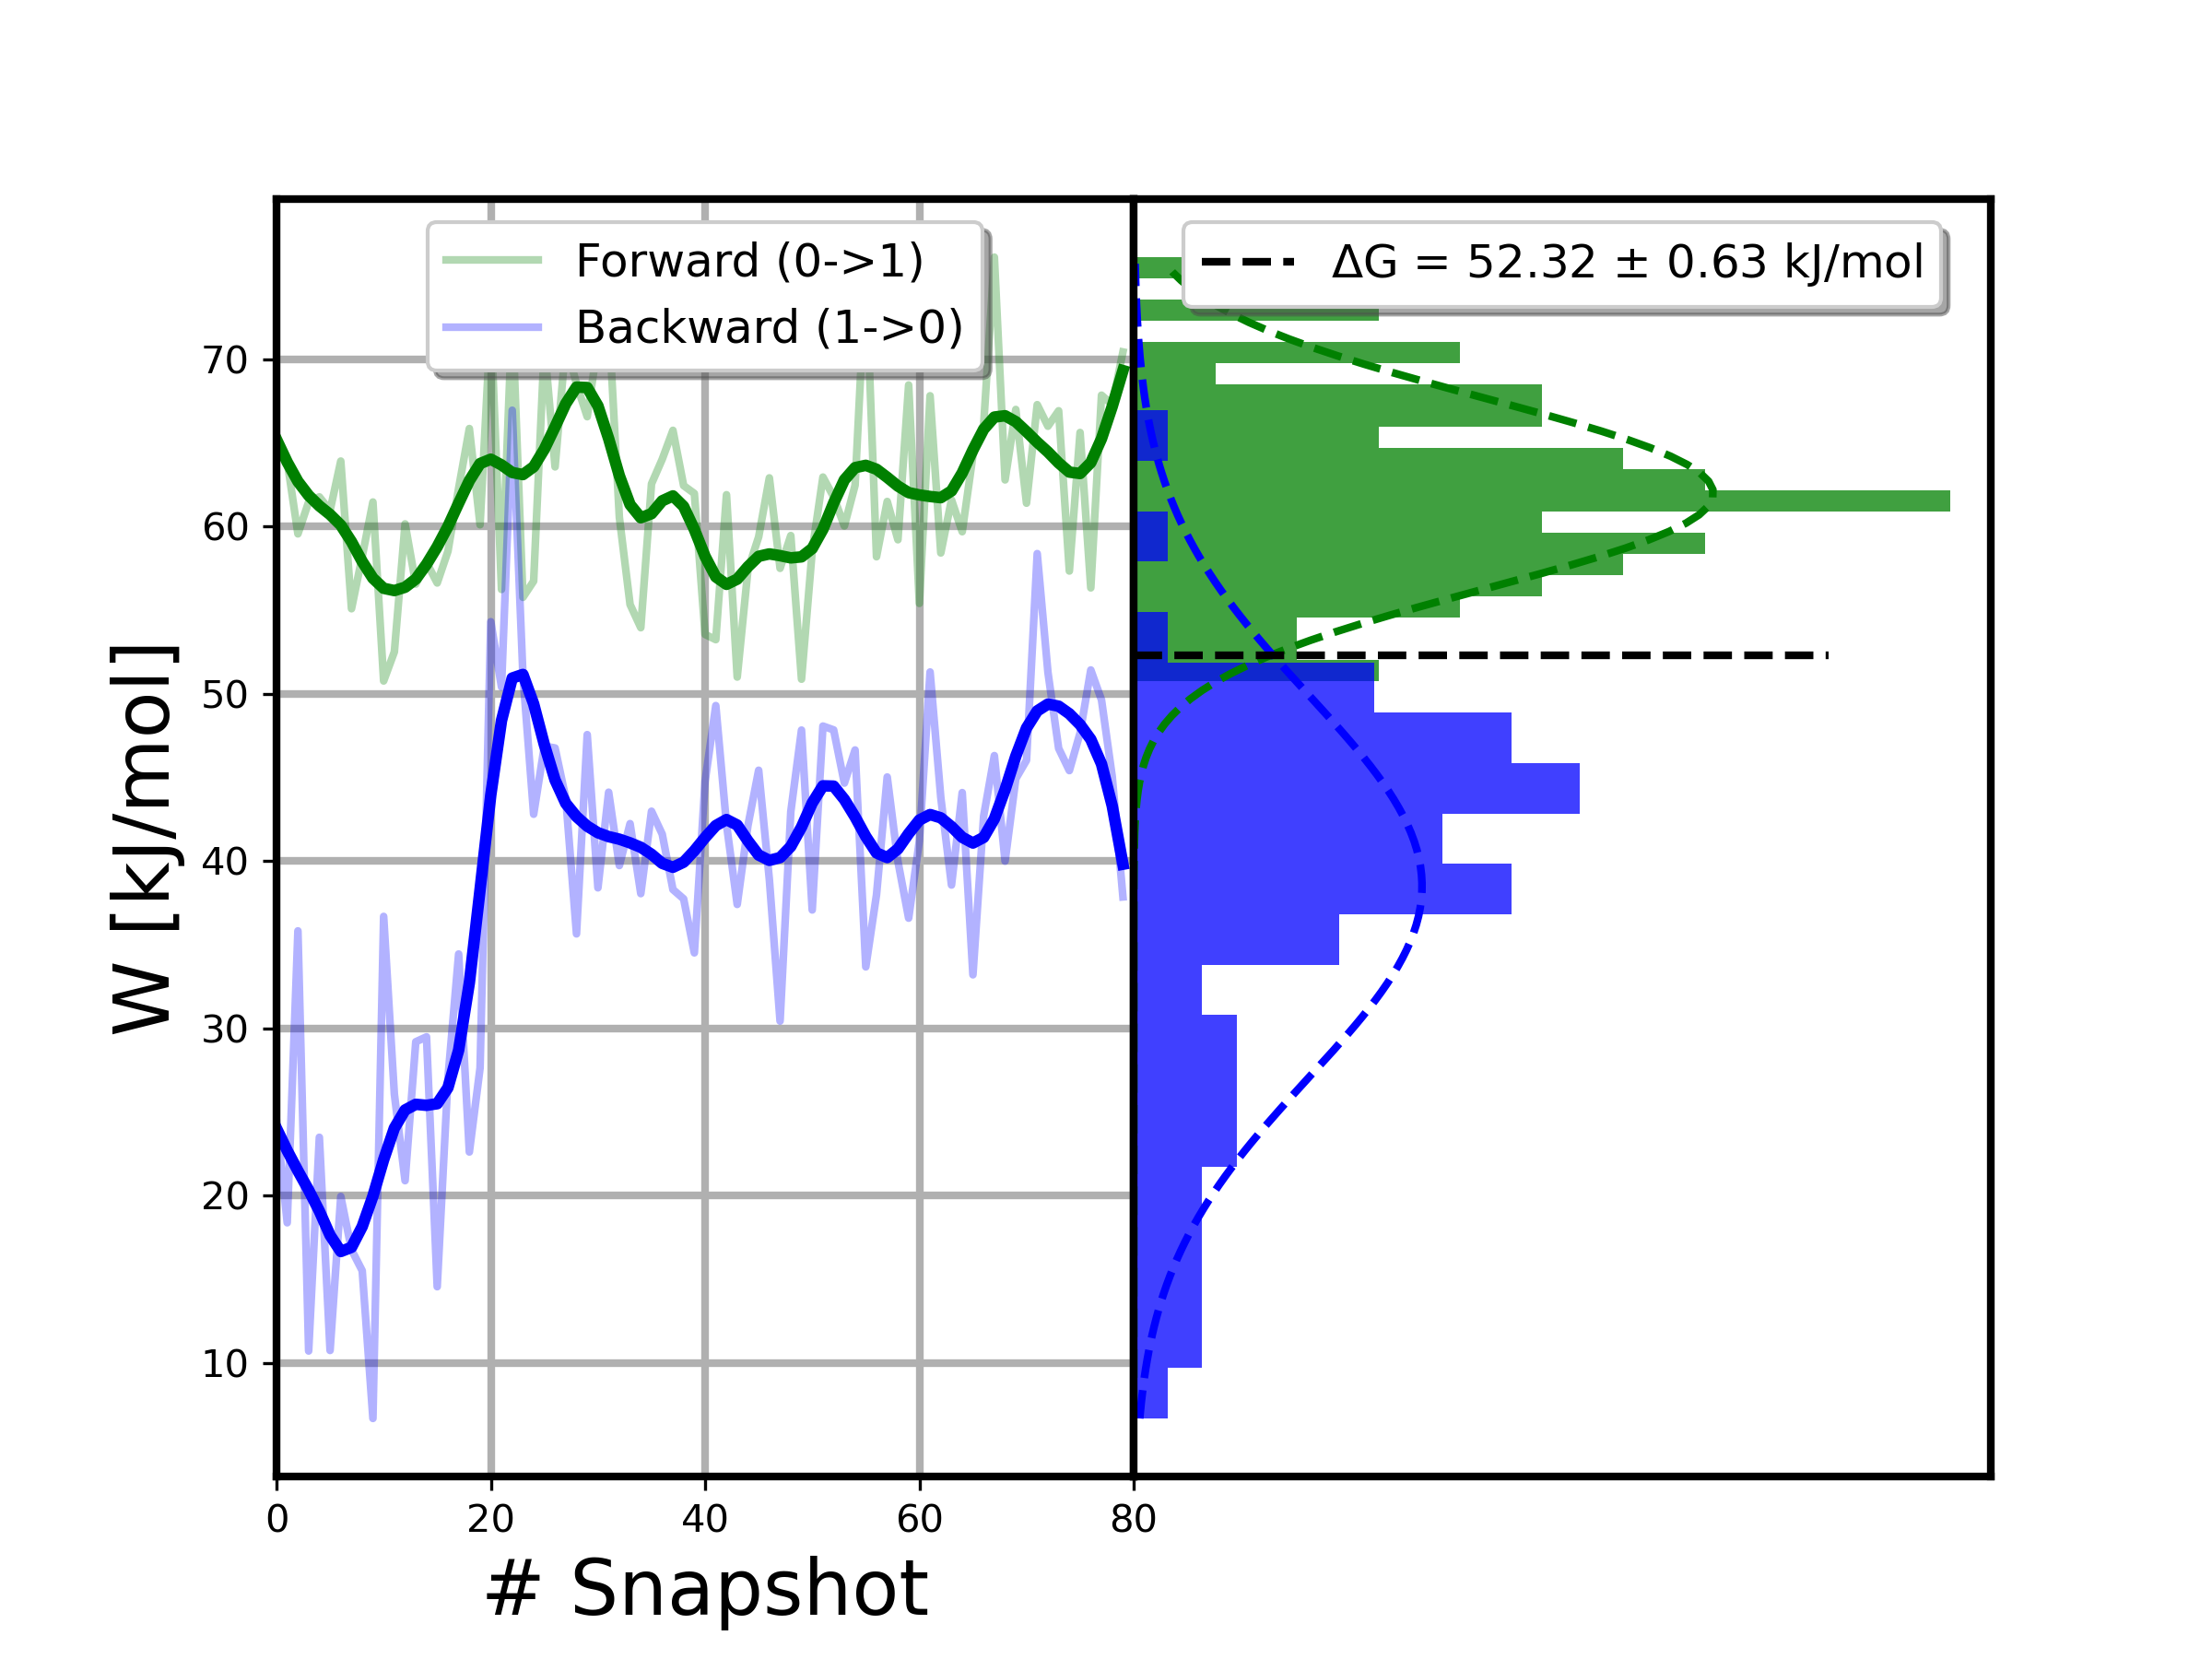 Forward (0->1)
Backward (1->0)
ΔG = 52.32 ± 0.63 kJ/mol
W [kJ/mol]
70
60
50
40
30
20
10
0 20 40 60 80
# Snapshot